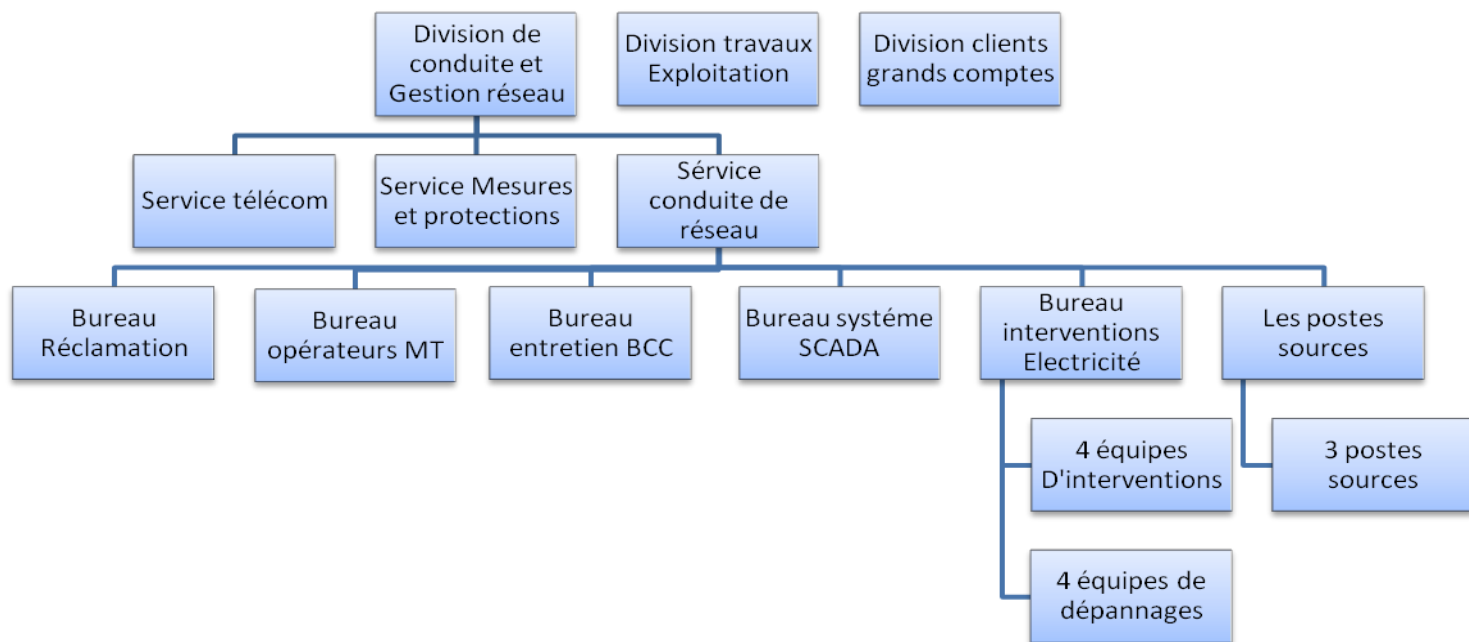 Division de
conduite et
Gestion réseau
Division travaux
Exploitation
Division clients
grands comptes
Service télécom
Service Mesures
et protections
Sérvice
conduite de
réseau
Bureau
Réclamation
Bureau
opérateurs MT
Bureau
entretien BCC
Bureau systéme
SCADA
Bureau
interventions
Electricité
Les postes
sources
4 équipes
D'interventions
3 postes
sources
4 équipes de
dépannages